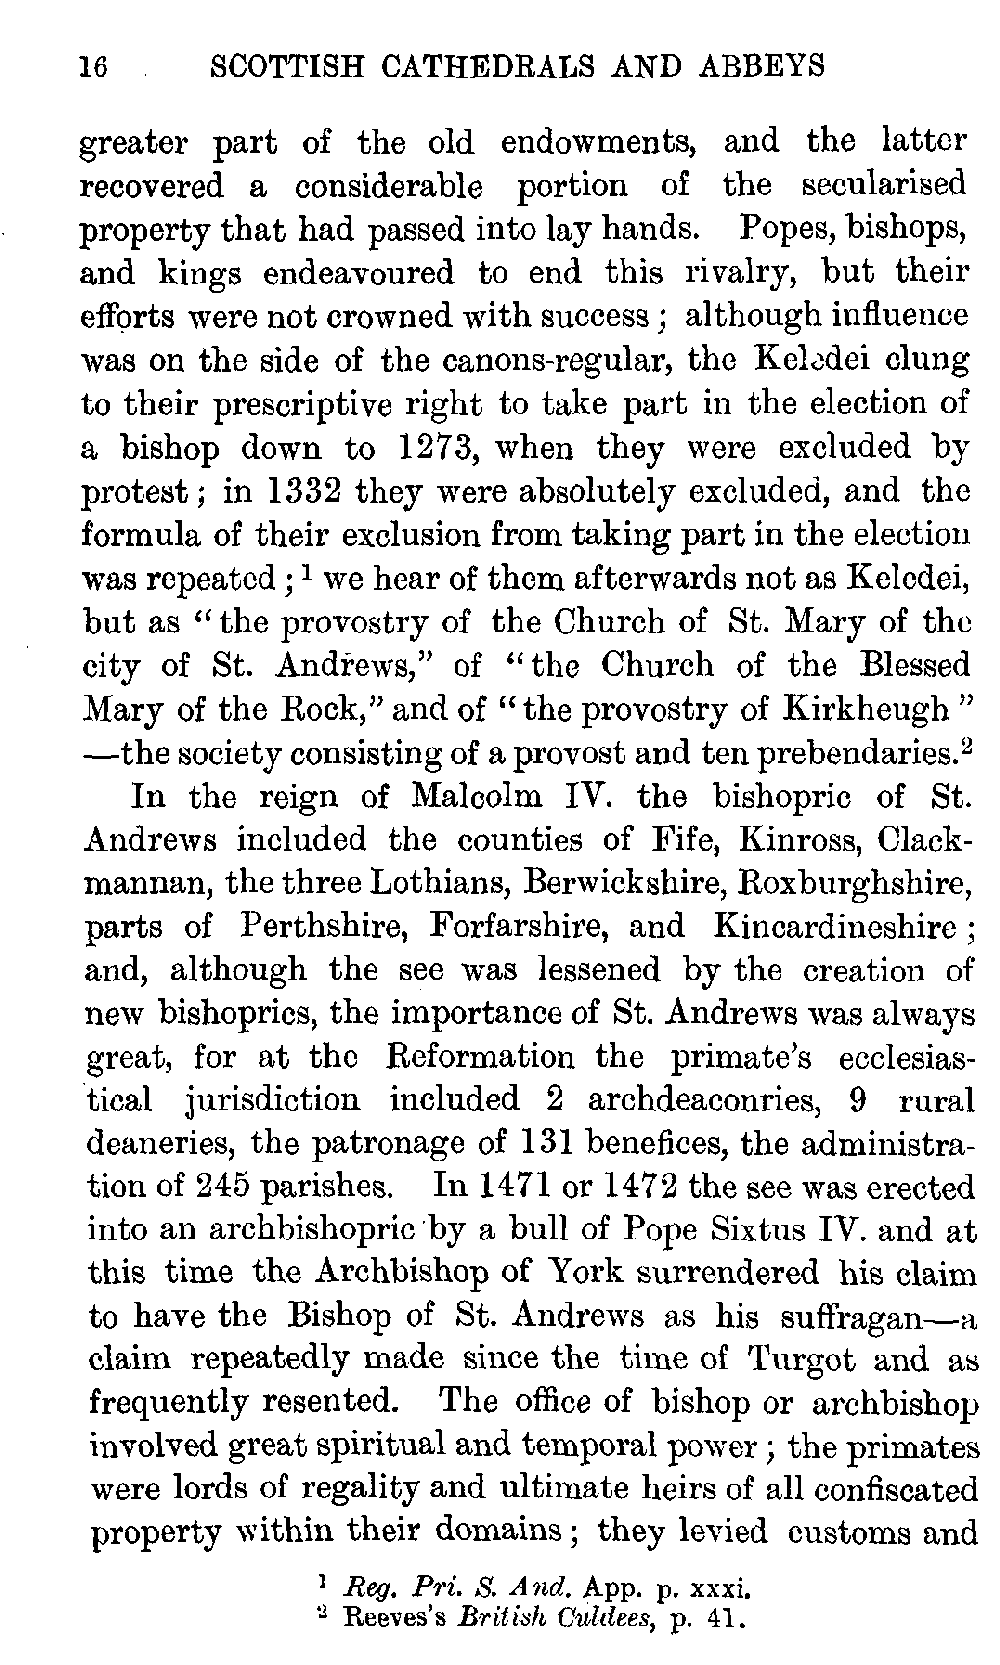 16 SCOTTISH CATHEDRALS AND ABBEYS
greater part of the old endowments, and the latter
recovered a considerable portion of the secularised
property that had passed into lay hands. Popes, bishops,
and kings endeavoured to end this rivalry, but their
efforts were not crowned with success; although influence
was on the side of the canons-regular, the Keledei clung
to their prescriptive right to take part in the election of
a bishop down to 1273, when they were excluded by
protest; in 1332 they were absolutely excluded, and the
formula of their exclusion from taking part in the election
was repeated;¹ we hear of them afterwards not as Keledei,
but as "the provostry of the Church of St. Mary of the
city of St. Andrews," of "the Church of the Blessed
Mary of the Rock," and of "the provostry of Kirkheugh"
—the society consisting of a provost and ten prebendaries.²
In the reign of Malcolm IV. the bishopric of St.
Andrews included the counties of Fife, Kinross, Clack-
mannan, the three Lothians, Berwickshire, Roxburghshire,
parts of Perthshire, Forfarshire, and Kincardineshire;
and, although the see was lessened by the creation of
new bishoprics, the importance of St. Andrews was always
great, for at the Reformation the primate's ecclesias-
tical jurisdiction included 2 archdeaconries, 9 rural
deaneries, the patronage of 131 benefices, the administra-
tion of 245 parishes. In 1471 or 1472 the see was erected
into an archbishopric by a bull of Pope Sixtus IV. and at
this time the Archbishop of York surrendered his claim
to have the Bishop of St. Andrews as his suffragan—a
claim repeatedly made since the time of Turgot and as
frequently resented. The office of bishop or archbishop
involved great spiritual and temporal power; the primates
were lords of regality and ultimate heirs of all confiscated
property within their domains; they levied customs and
¹ Reg. Pri. S. And. App. p. xxxi.
² Reeves's British Culdees, p. 41.